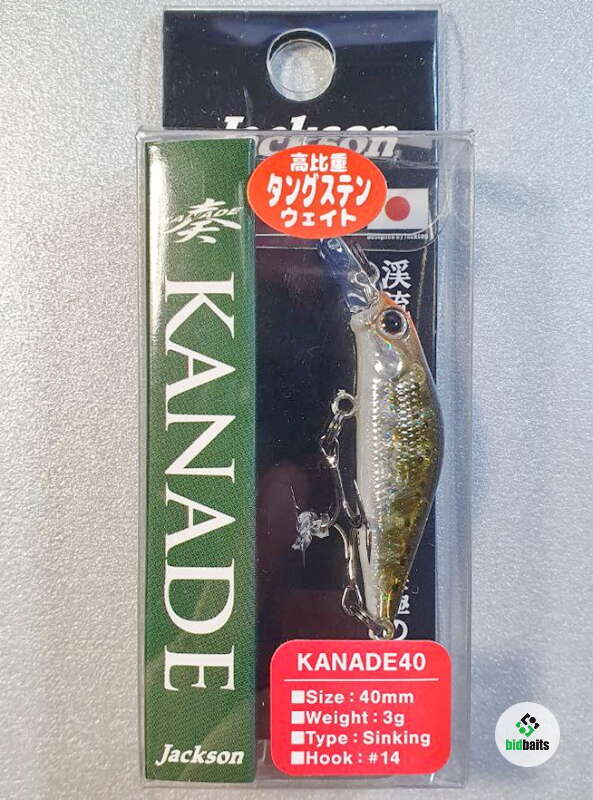 Jackson
高比重
タングステン
ウェイト
奏
KANADE
KANADE
Jackson
KANADE40
■Size：40mm
■Weight：3g
■Type：Sinking
■Hook：#14
bidbaits